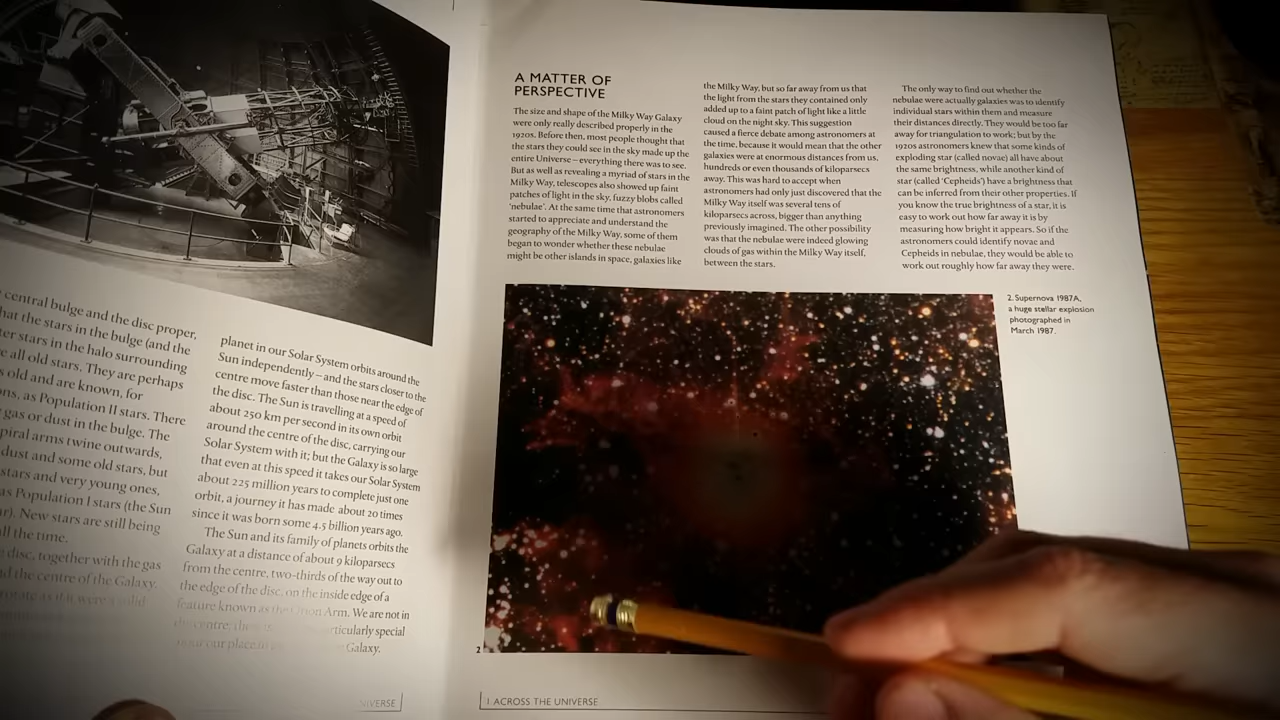 central bulge and the disc proper,
hat the stars in the bulge (and the
er stars in the halo surrounding
all old stars. They are perhaps
s old and are known, for
ns, as Population II stars. There
gas or dust in the bulge. The
piral arms twine outwards,
dust and some old stars, but
stars and very young ones,
as Population I stars (the Sun
r). New stars are still being
ll the time.
disc, together with the gas
d the centre of the Galaxy.
planet in our Solar System orbits around the
Sun independently – and the stars closer to the
centre move faster than those near the edge of
the disc. The Sun is travelling at a speed of
about 250 km per second in its own orbit
around the centre of the disc, carrying our
Solar System with it; but the Galaxy is so large
that even at this speed it takes our Solar System
about 225 million years to complete just one
orbit, a journey it has made about 20 times
since it was born some 4.5 billion years ago.
The Sun and its family of planets orbits the
Galaxy at a distance of about 9 kiloparsecs
from the centre, two-thirds of the way out to
the edge of the disc, on the inside edge of a
feature known as the Orion Arm. We are not in
the centre; there is rticularly special
about our place in Galaxy.
IVERSE
A MATTER OF
PERSPECTIVE
The size and shape of the Milky Way Galaxy
were only really described properly in the
1920s. Before then, most people thought that
the stars they could see in the sky made up the
entire Universe – everything there was to see.
But as well as revealing a myriad of stars in the
Milky Way, telescopes also showed up faint
patches of light in the sky, fuzzy blobs called
'nebulae'. At the same time that astronomers
started to appreciate and understand the
geography of the Milky Way, some of them
began to wonder whether these nebulae
might be other islands in space, galaxies like
the Milky Way, but so far away from us that
the light from the stars they contained only
added up to a faint patch of light like a little
cloud on the night sky. This suggestion
caused a fierce debate among astronomers at
the time, because it would mean that the other
galaxies were at enormous distances from us,
hundreds or even thousands of kiloparsecs
away. This was hard to accept when
astronomers had only just discovered that the
Milky Way itself was several tens of
kiloparsecs across, bigger than anything
previously imagined. The other possibility
was that the nebulae were indeed glowing
clouds of gas within the Milky Way itself,
between the stars.
The only way to find out whether the
nebulae were actually galaxies was to identify
individual stars within them and measure
their distances directly. They would be too far
away for triangulation to work; but by the
1920s astronomers knew that some kinds of
exploding star (called novae) all have about
the same brightness, while another kind of
star (called 'Cepheids') have a brightness that
can be inferred from their other properties. If
you know the true brightness of a star, it is
easy to work out how far away it is by
measuring how bright it appears. So if the
astronomers could identify novae and
Cepheids in nebulae, they would be able to
work out roughly how far away they were.
2. Supernova 1987A,
a huge stellar explosion
photographed in
March 1987.
2
1 ACROSS THE UNIVERSE